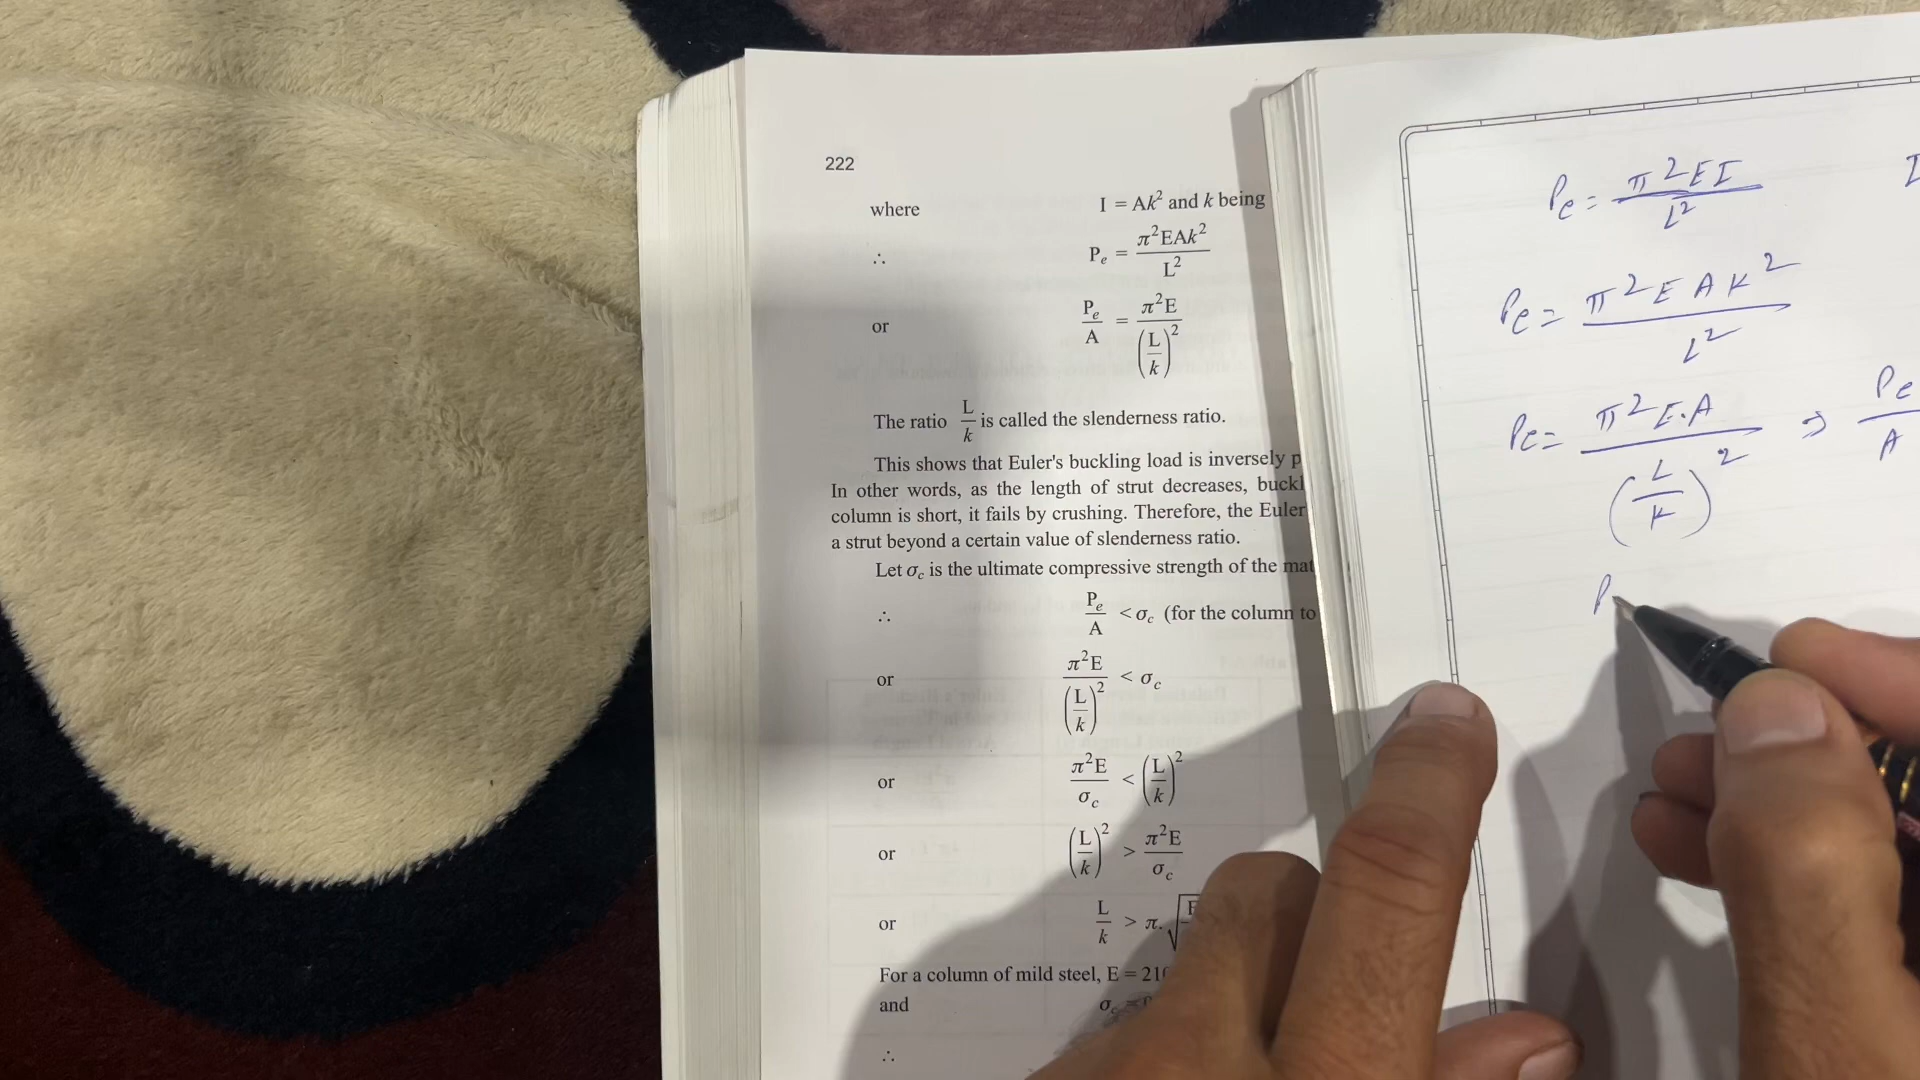 222
where I = Ak² and k being
∴ Pₑ = π²EAk² / L²
or Pₑ/A = π²E / (L/k)²
The ratio L/k is called the slenderness ratio.
This shows that Euler's buckling load is inversely p
In other words, as the length of strut decreases, buckl
column is short, it fails by crushing. Therefore, the Euler
a strut beyond a certain value of slenderness ratio.
Let σc is the ultimate compressive strength of the mat
∴ Pₑ/A < σc (for the column to
or π²E / (L/k)² < σc
or π²E/σc < (L/k)²
or (L/k)² > π²E/σc
or L/k > π.√
For a column of mild steel, E = 210
and σc =
∴
Pe = π²EI / L²
I
Pe = π²EAK² / L²
Pe = π²E.A / (L/K)² ⇒ Pe/A
P